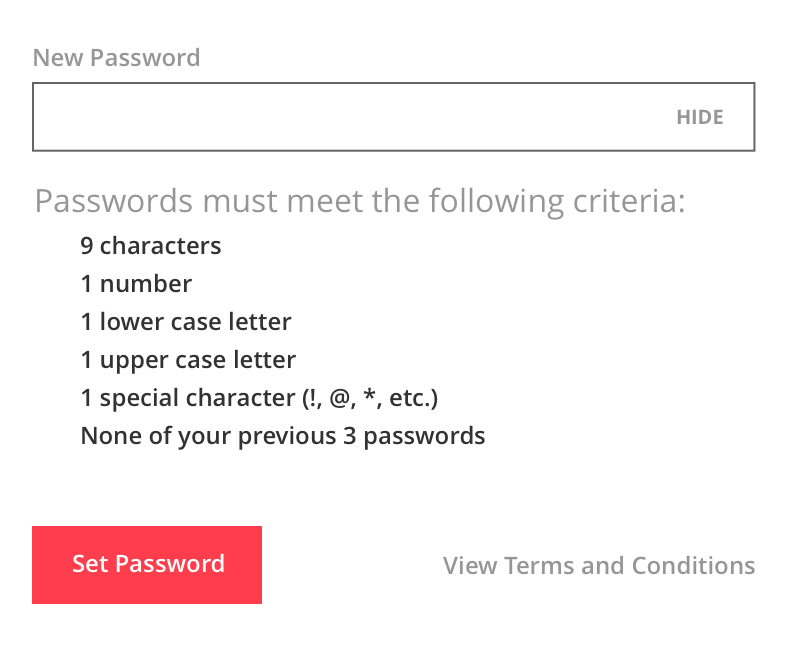 New Password
HIDE
Passwords must meet the following criteria:
9 characters
1 number
1 lower case letter
1 upper case letter
1 special character (!, @, *, etc.)
None of your previous 3 passwords
Set Password
View Terms and Conditions